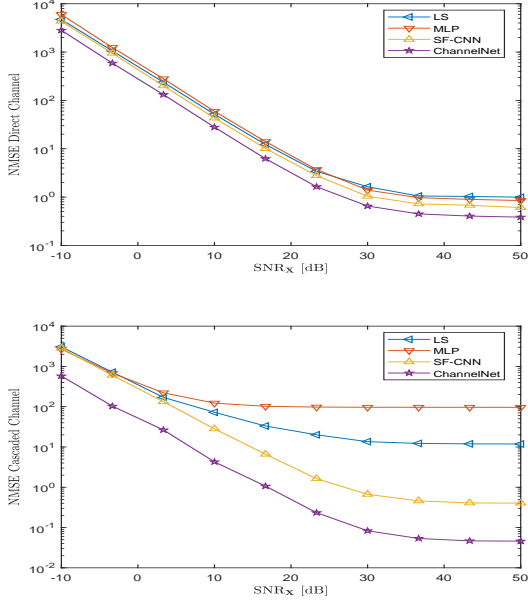 10^4
10^3
10^2
10^1
10^0
10^-1
NMSE Direct Channel
LS
MLP
SF-CNN
ChannelNet
-10 0 10 20 30 40 50
SNR_X [dB]
10^4
10^3
10^2
10^1
10^0
10^-1
10^-2
NMSE Cascaded Channel
LS
MLP
SF-CNN
ChannelNet
-10 0 10 20 30 40 50
SNR_X [dB]